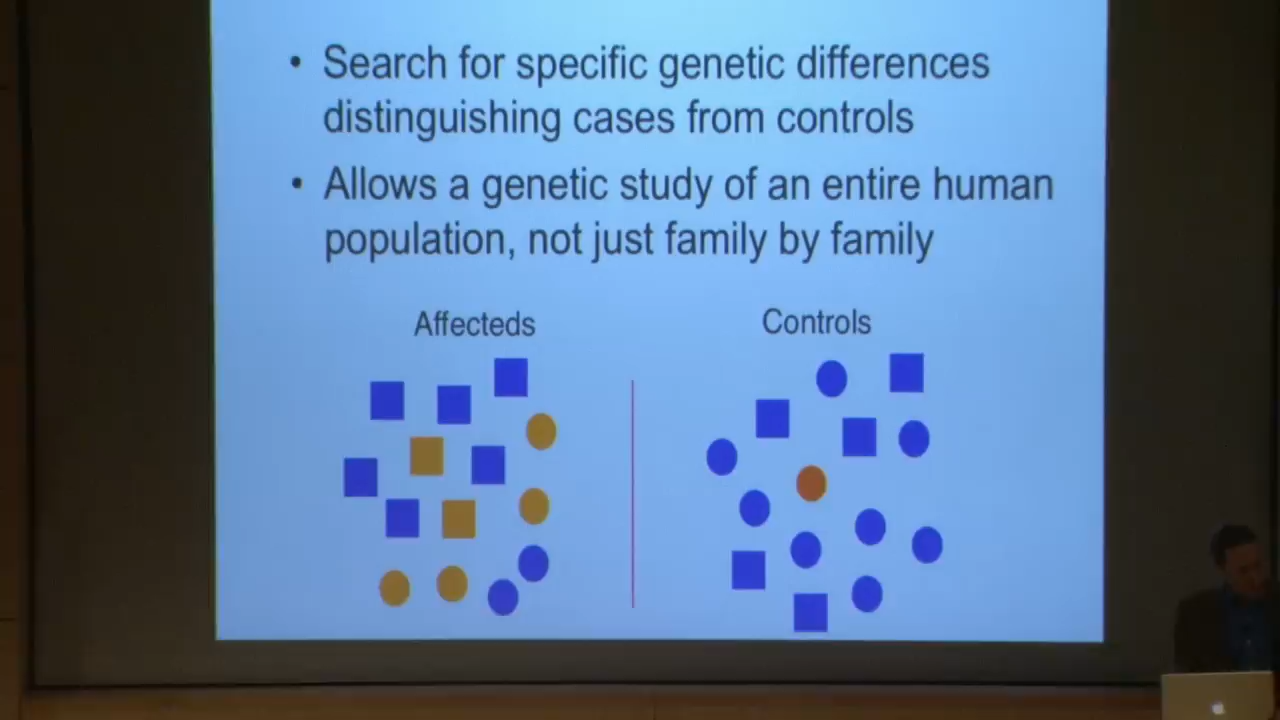 • Search for specific genetic differences
distinguishing cases from controls
• Allows a genetic study of an entire human
population, not just family by family
Affecteds
Controls